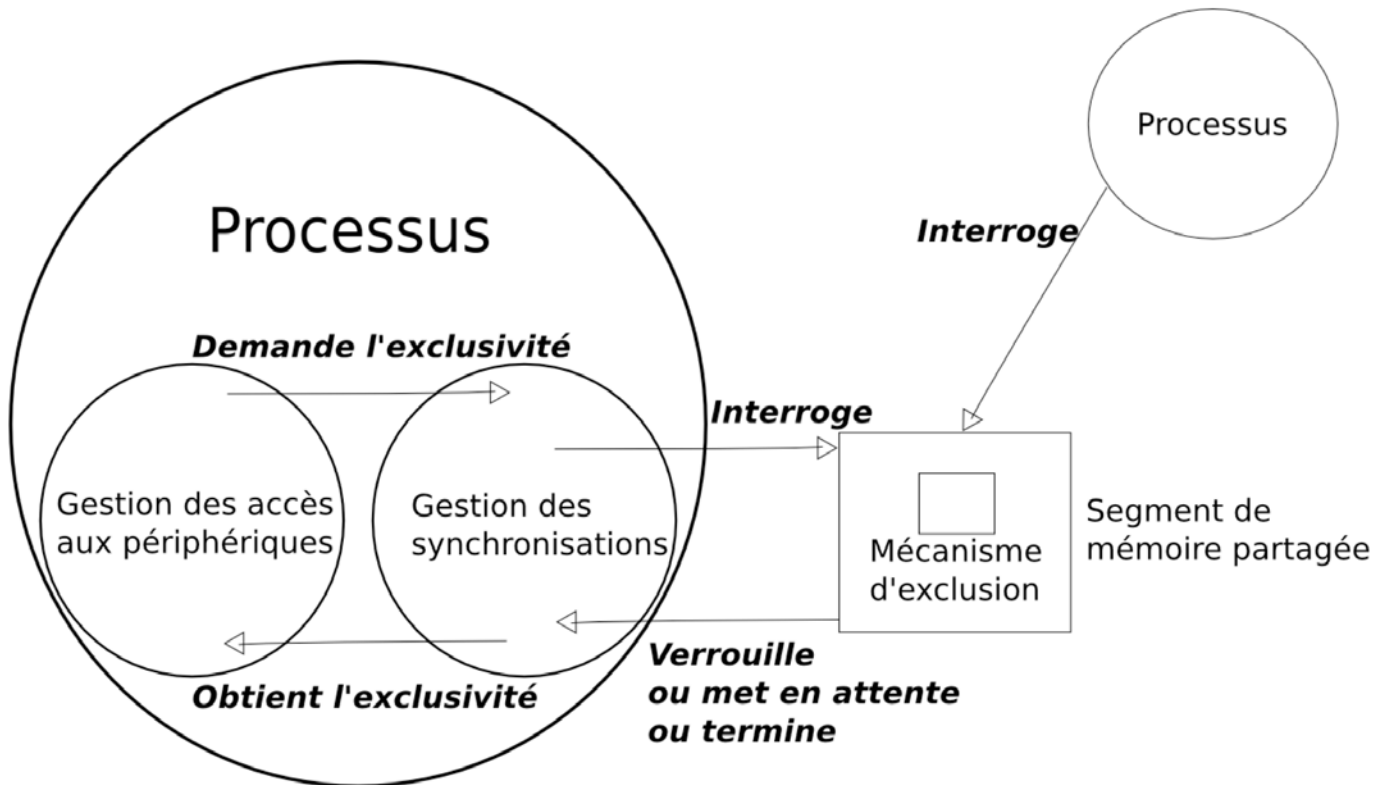 Processus
Interroge
Processus
Demande l'exclusivité
Interroge
Gestion des accès
aux périphériques
Gestion des
synchronisations
Mécanisme
d'exclusion
Segment de
mémoire partagée
Obtient l'exclusivité
Verrouille
ou met en attente
ou termine